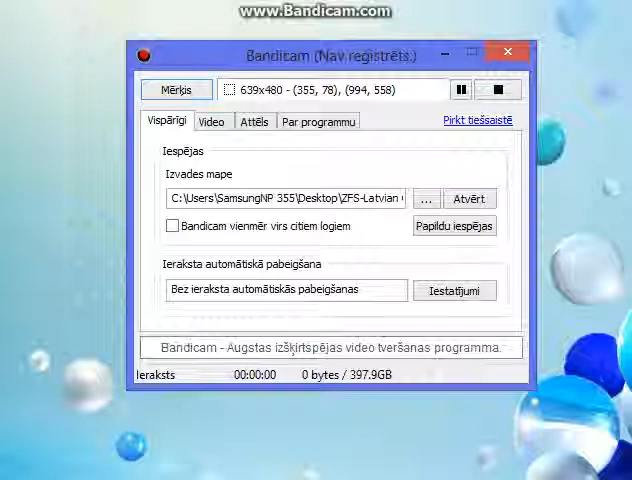 www.Bandicam.com
Bandicam (Nav reģistrēts.)
Mērķis
639x480 - (355, 78), (994, 558)
Vispārīgi Video Attēls Par programmu
Pirkt tiešsaistē
Iespējas
Izvades mape
C:\Users\SamsungNP 355\Desktop\ZFS-Latvian
... Atvērt
Bandicam vienmēr virs citiem logiem
Papildu iespējas
Ieraksta automātiskā pabeigšana
Bez ieraksta automātiskās pabeigšanas
Iestatījumi
Bandicam - Augstas izšķirtspējas video tveršanas programma.
Ieraksts 00:00:00 0 bytes / 397.9GB